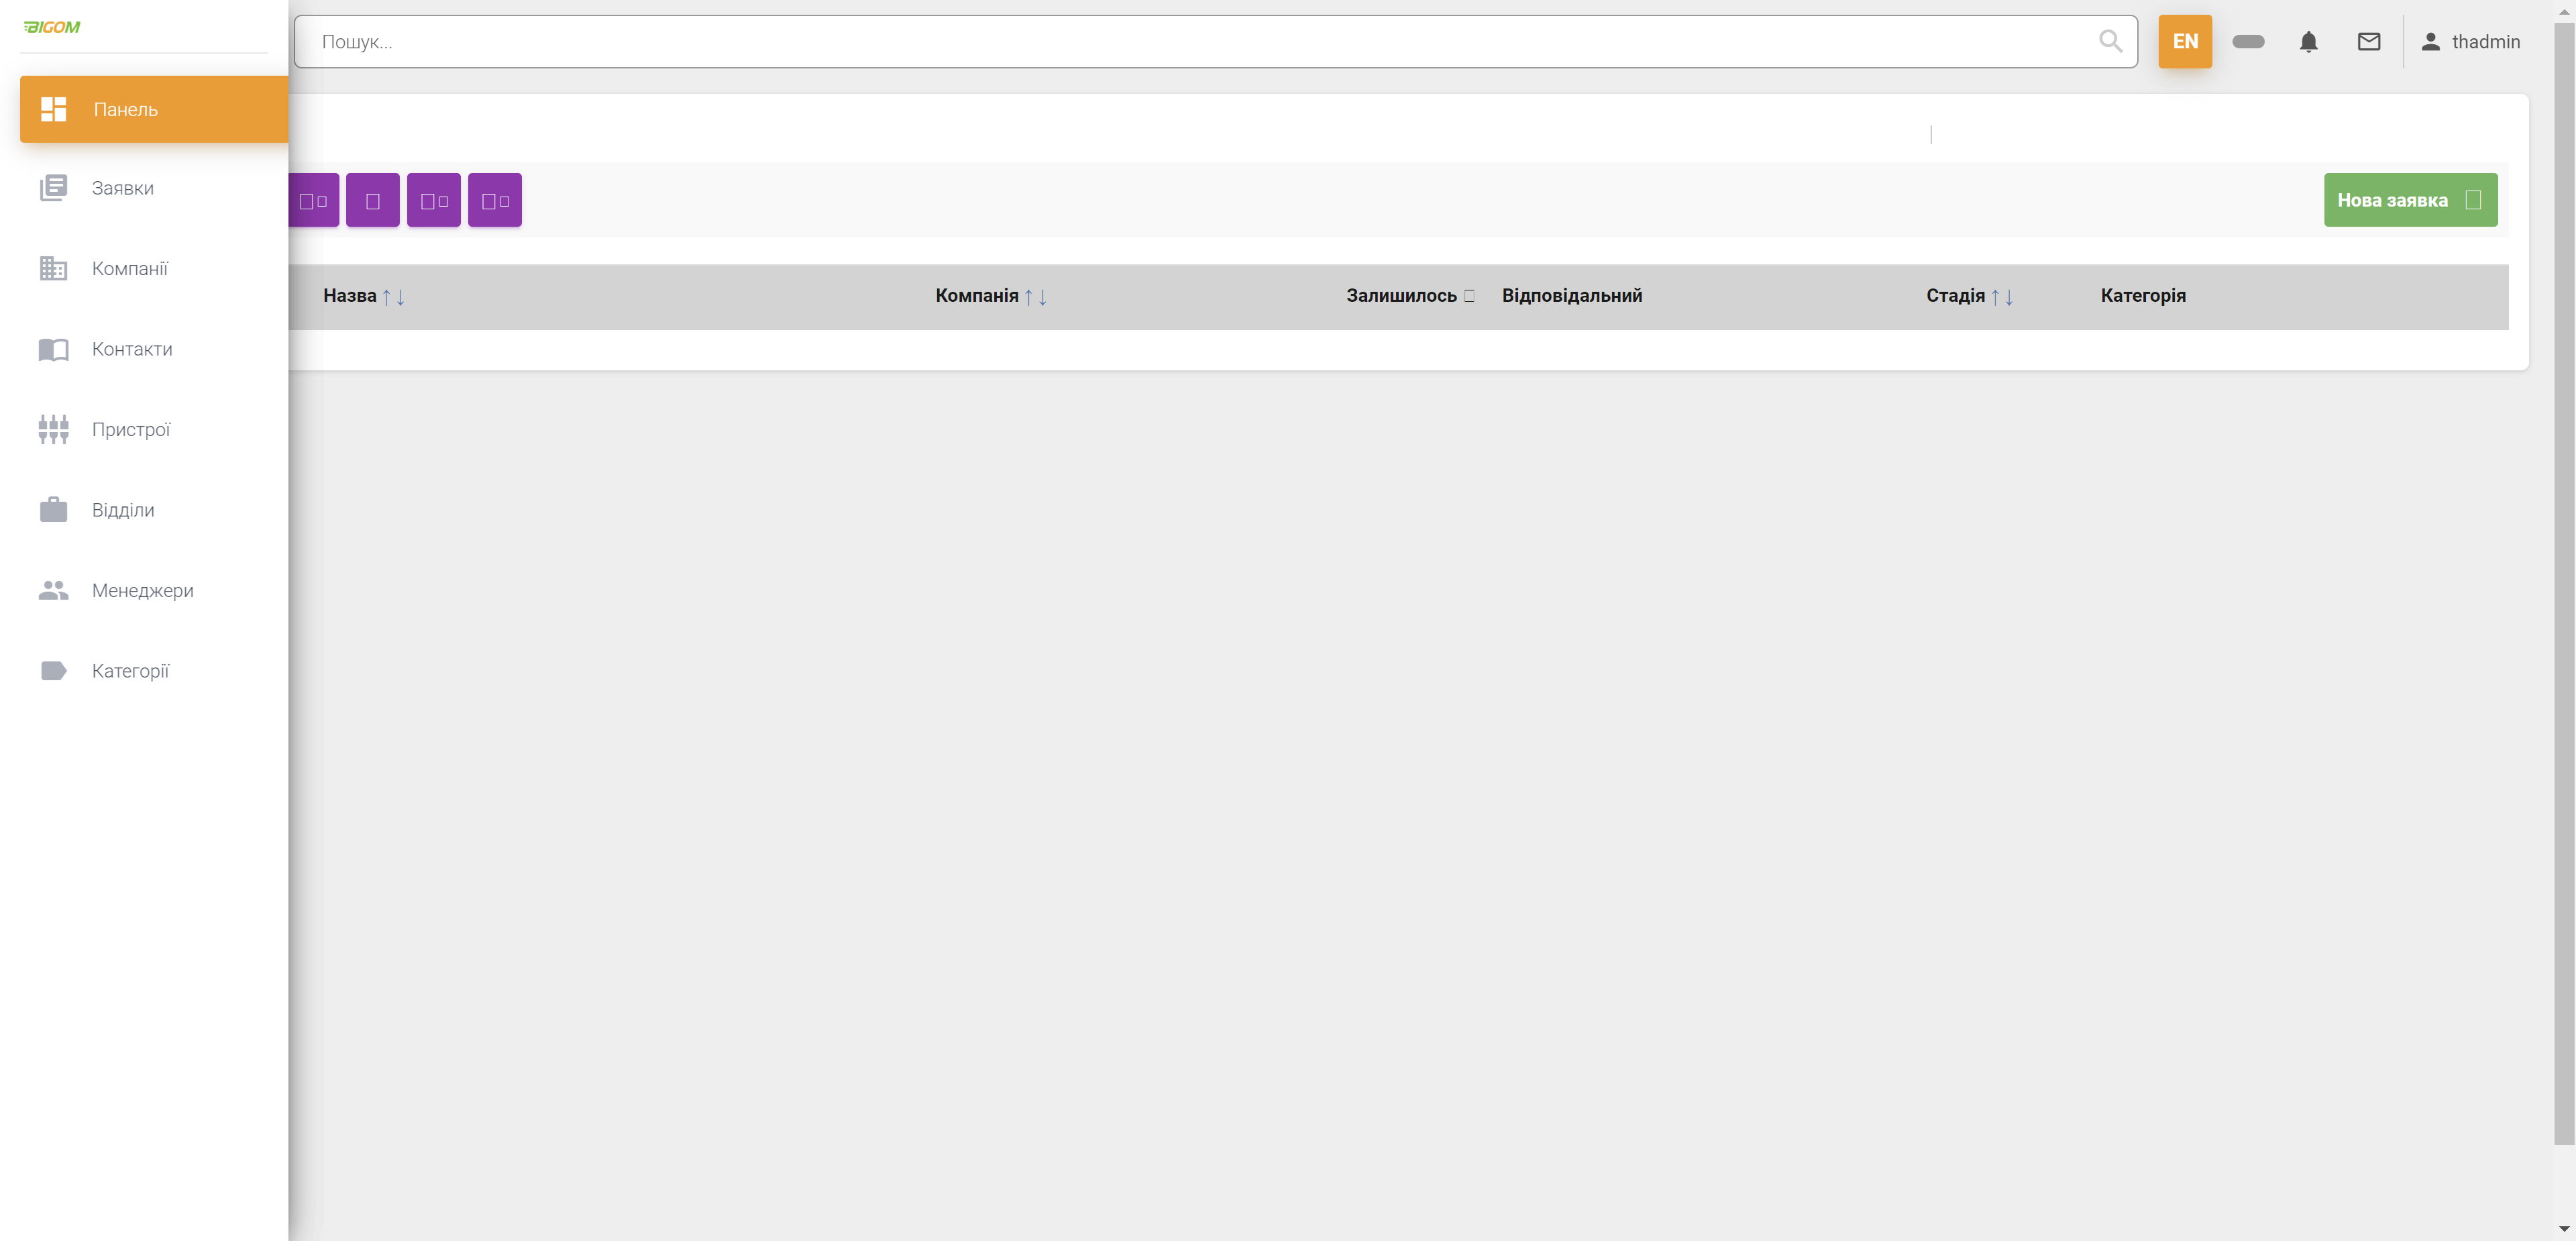 BIGOM
Пошук...
EN
thadmin
Панель
Заявки
Компанії
Контакти
Пристрої
Відділи
Менеджери
Категорії
Нова заявка
Назва ↑↓ Компанія ↑↓ Залишилось Відповідальний Стадія ↑↓ Категорія